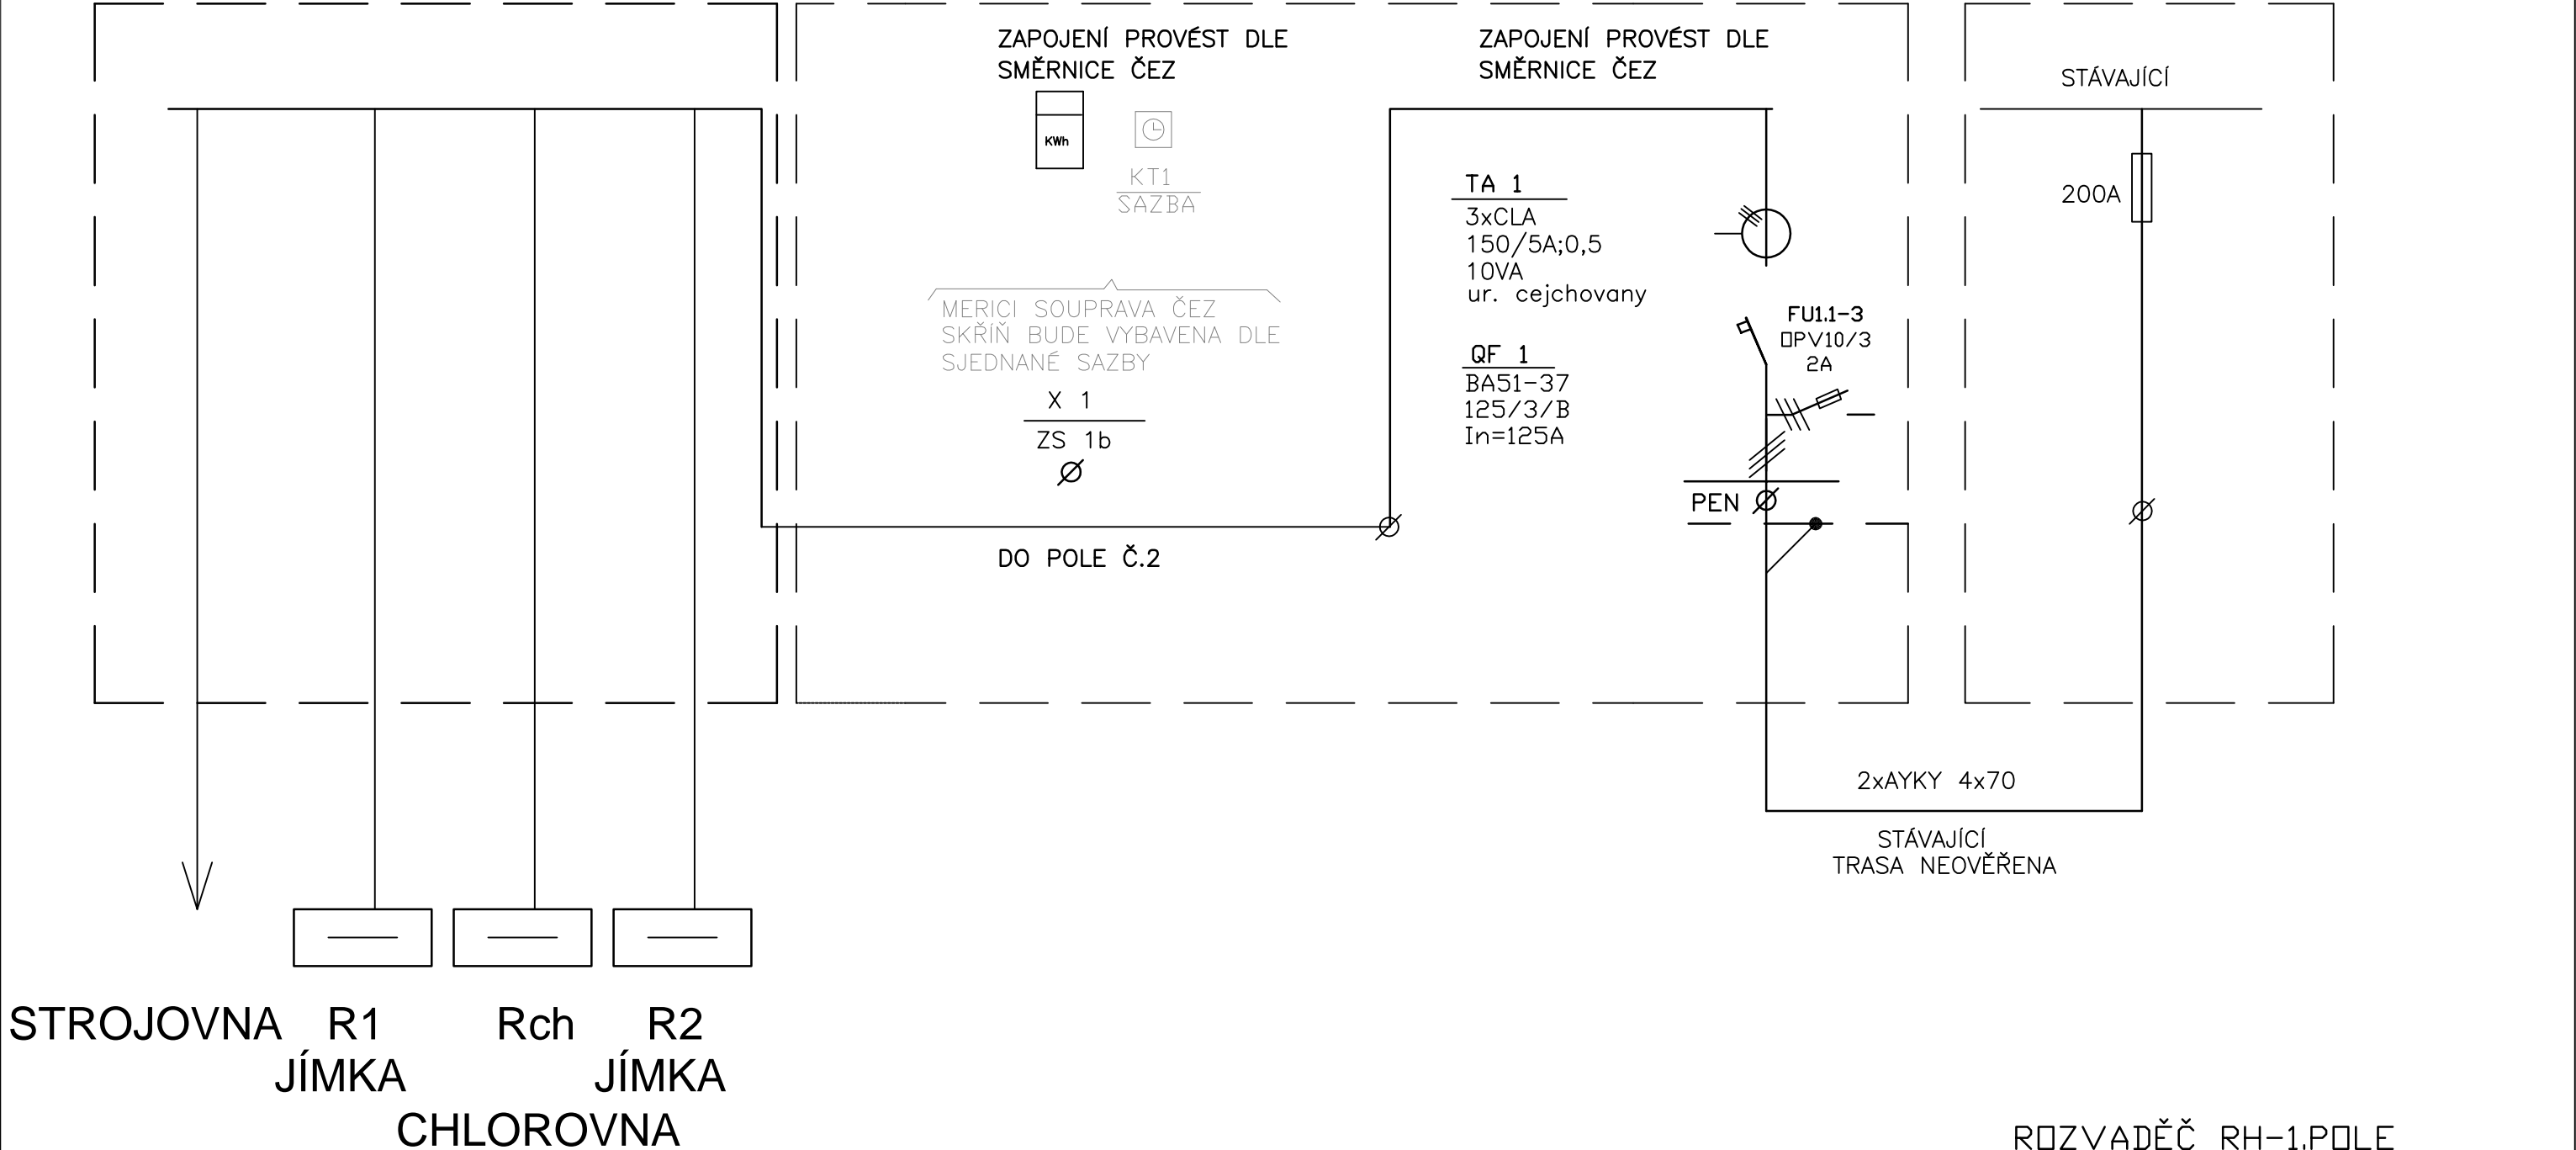 ZAPOJENÍ PROVÉST DLE
SMĚRNICE ČEZ
KWh
KT1
SAZBA
MERICI SOUPRAVA ČEZ
SKŘÍŇ BUDE VYBAVENA DLE
SJEDNANÉ SAZBY
X 1
ZS 1b
DO POLE Č.2
ZAPOJENÍ PROVÉST DLE
SMĚRNICE ČEZ
TA 1
3xCLA
150/5A;0,5
10VA
ur. cejchovany
QF 1
BA51-37
125/3/B
In=125A
FU1.1-3
OPV10/3
2A
PEN
STÁVAJÍCÍ
200A
2xAYKY 4x70
STÁVAJÍCÍ
TRASA NEOVĚŘENA
STROJOVNA
R1
JÍMKA
Rch
CHLOROVNA
R2
JÍMKA
ROZVADĚČ RH-1.POLE